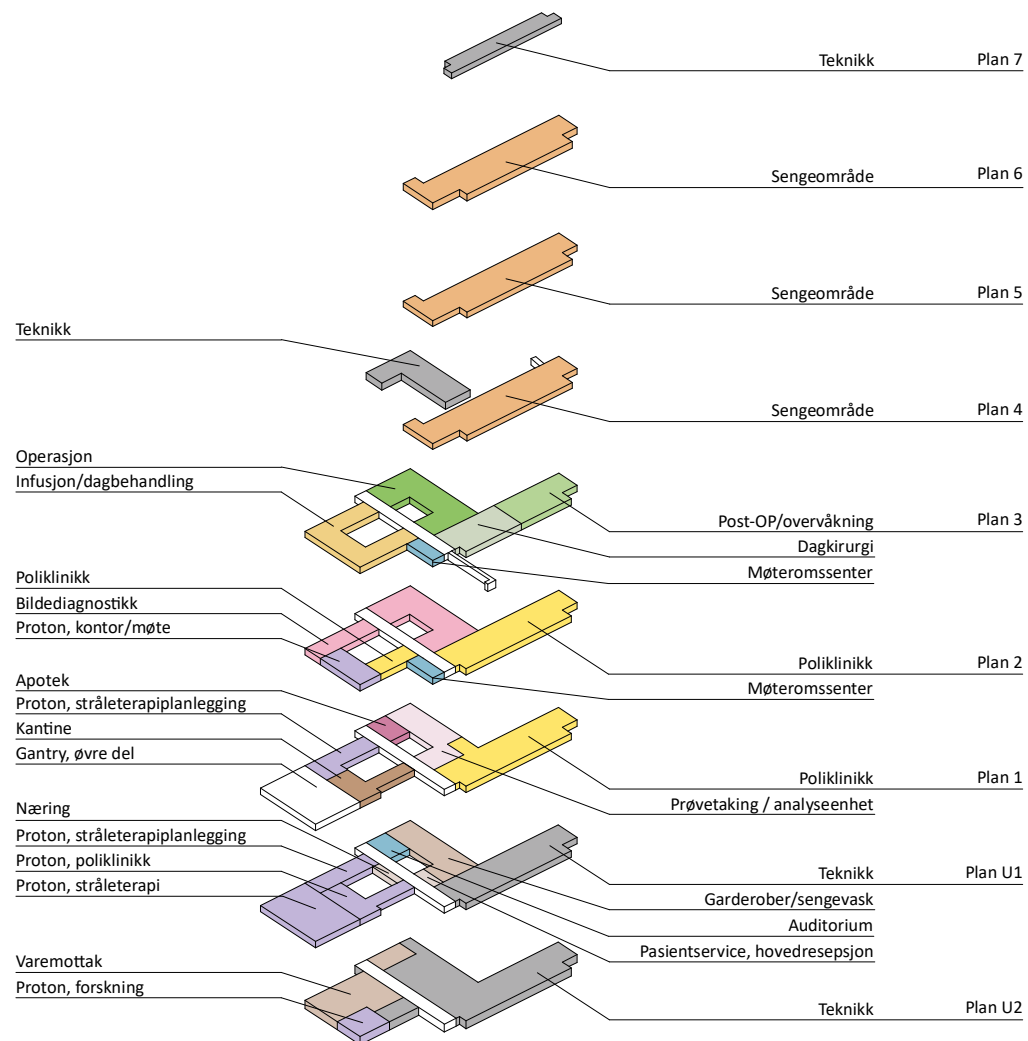 Teknikk Plan 7
Sengeområde Plan 6
Sengeområde Plan 5
Teknikk
Sengeområde Plan 4
Operasjon
Infusjon/dagbehandling
Post-OP/overvåkning Plan 3
Dagkirurgi
Møteromssenter
Poliklinikk
Bildediagnostikk
Proton, kontor/møte
Poliklinikk Plan 2
Møteromssenter
Apotek
Proton, stråleterapiplanlegging
Kantine
Gantry, øvre del
Poliklinikk Plan 1
Prøvetaking / analyseenhet
Næring
Proton, stråleterapiplanlegging
Proton, poliklinikk
Proton, stråleterapi
Teknikk Plan U1
Garderober/sengevask
Auditorium
Pasientservice, hovedresepsjon
Varemottak
Proton, forskning
Teknikk Plan U2